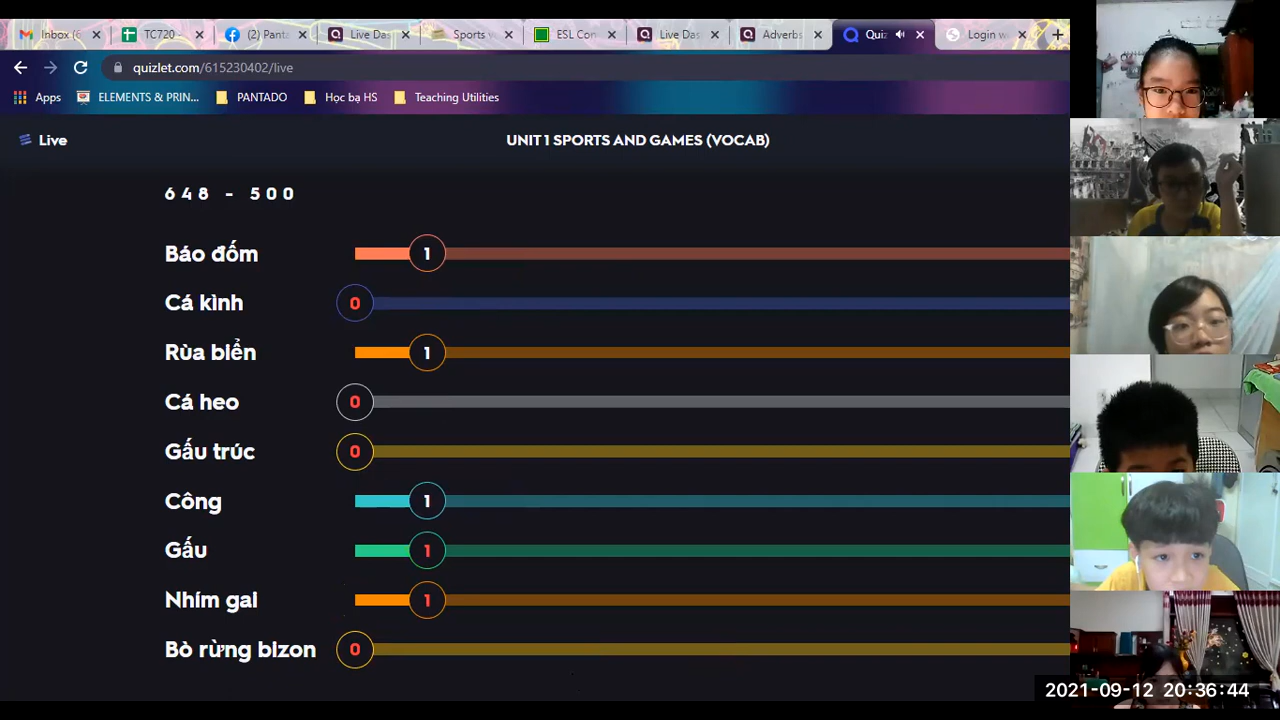 Inbox (6
TC720
(2) Panta
Live Das
Sports
ESL Con
Live Das
Adverbs
Quiz
Login w
quizlet.com/615230402/live
Apps
ELEMENTS & PRIN...
PANTADO
Học bạ HS
Teaching Utilities
Live
UNIT 1 SPORTS AND GAMES (VOCAB)
648 - 500
Báo đốm 1
Cá kình 0
Rùa biển 1
Cá heo 0
Gấu trúc 0
Công 1
Gấu 1
Nhím gai 1
Bò rừng bizon 0
2021-09-12 20:36:44